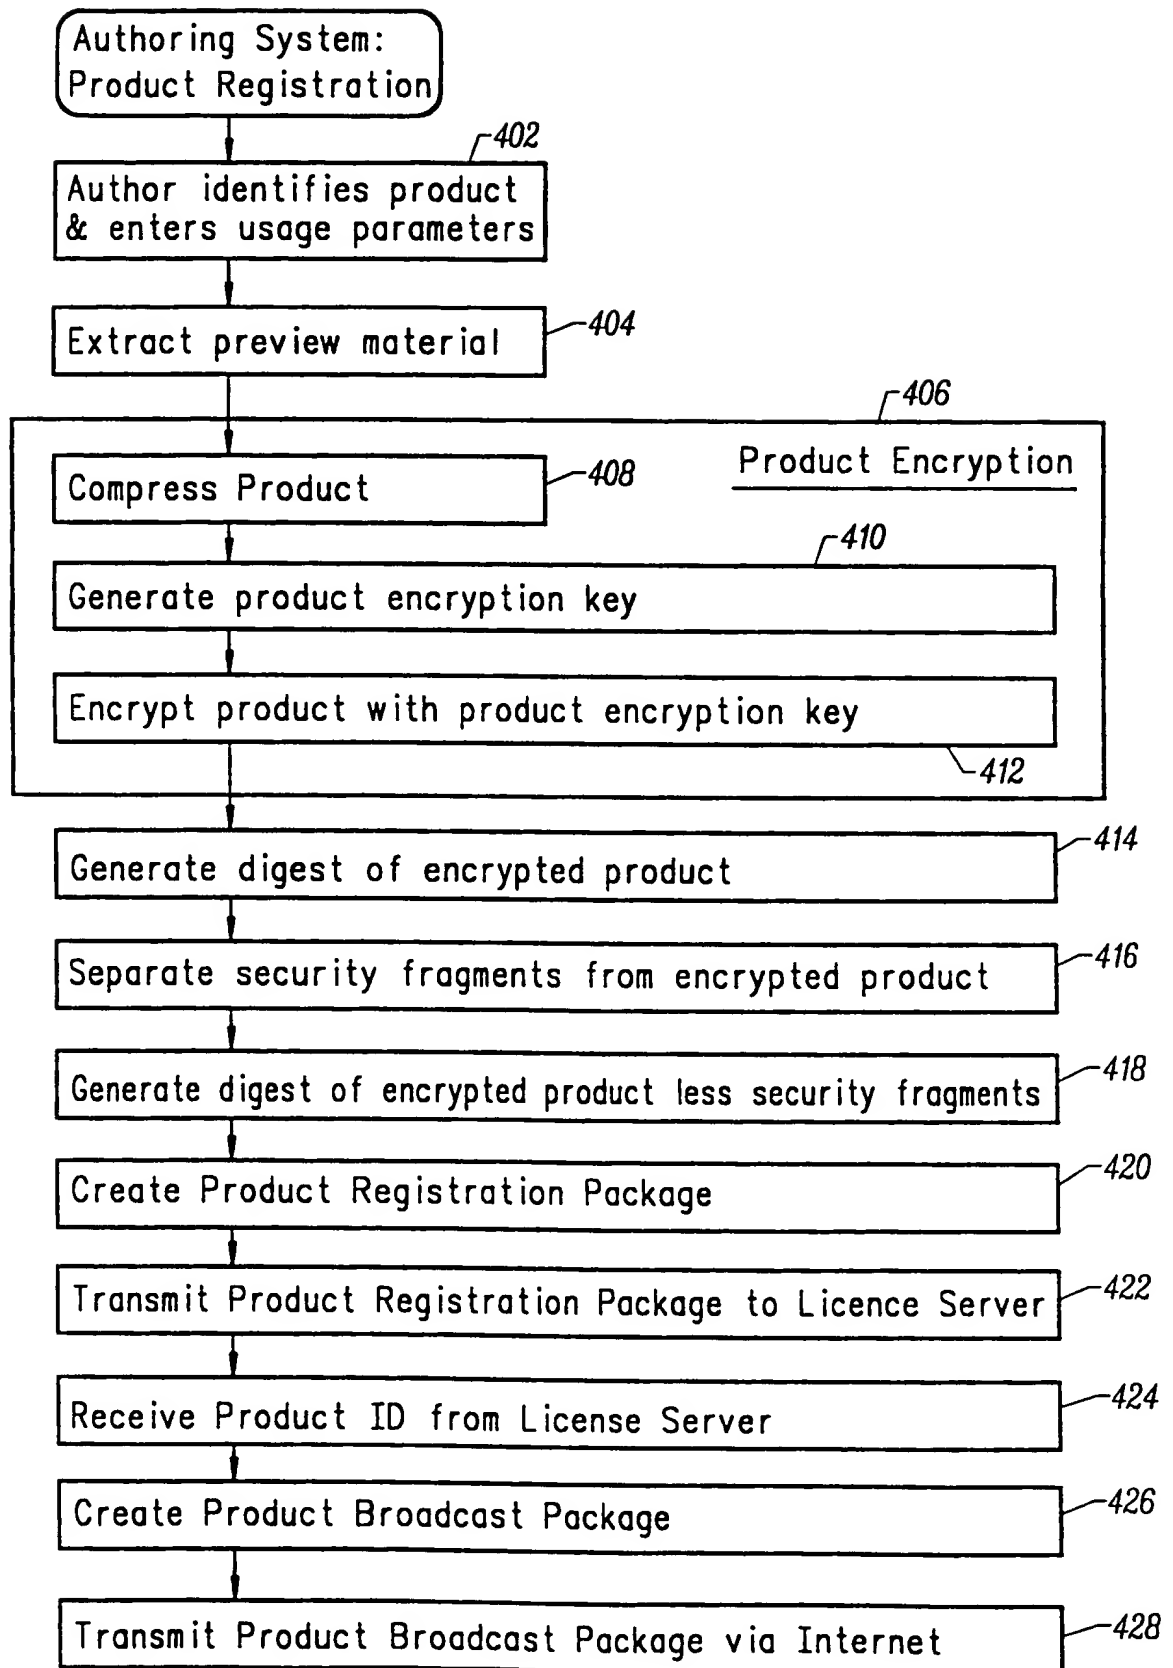 Authoring System:
Product Registration
402
Author identifies product
& enters usage parameters
404
Extract preview material
406
Product Encryption
408
Compress Product
410
Generate product encryption key
Encrypt product with product encryption key
412
Generate digest of encrypted product
414
Separate security fragments from encrypted product
416
Generate digest of encrypted product less security fragments
418
Create Product Registration Package
420
Transmit Product Registration Package to Licence Server
422
Receive Product ID from License Server
424
Create Product Broadcast Package
426
Transmit Product Broadcast Package via Internet
428